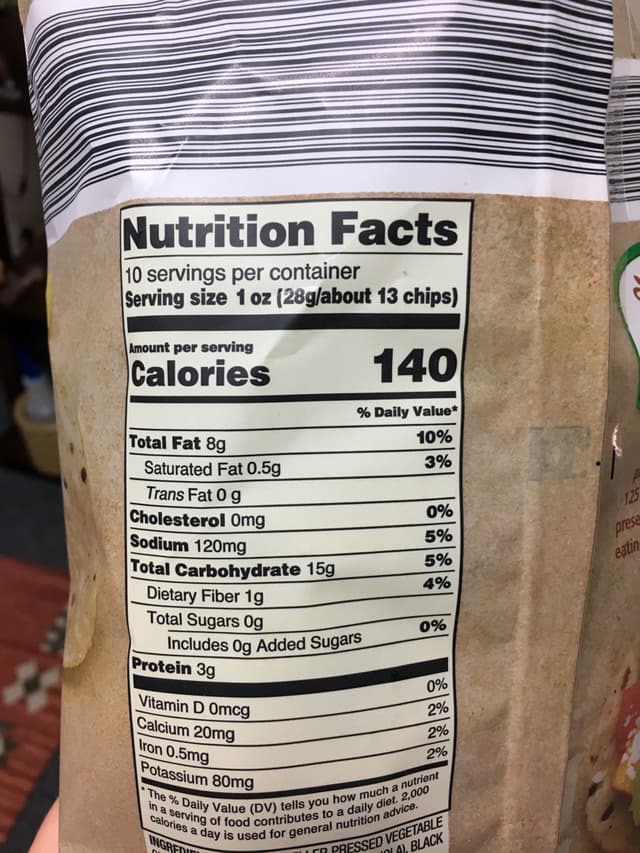 Nutrition Facts
10 servings per container
Serving size 1 oz (28g/about 13 chips)
Amount per serving
Calories 140
% Daily Value*
Total Fat 8g 10%
Saturated Fat 0.5g 3%
Trans Fat 0 g
Cholesterol 0mg 0%
Sodium 120mg 5%
Total Carbohydrate 15g 5%
Dietary Fiber 1g 4%
Total Sugars 0g
Includes 0g Added Sugars 0%
Protein 3g
Vitamin D 0mcg 0%
Calcium 20mg 2%
Iron 0.5mg 2%
Potassium 80mg 2%
* The % Daily Value (DV) tells you how much a nutrient
in a serving of food contributes to a daily diet. 2,000
calories a day is used for general nutrition advice.
PRESSED VEGETABLE
BLACK
125